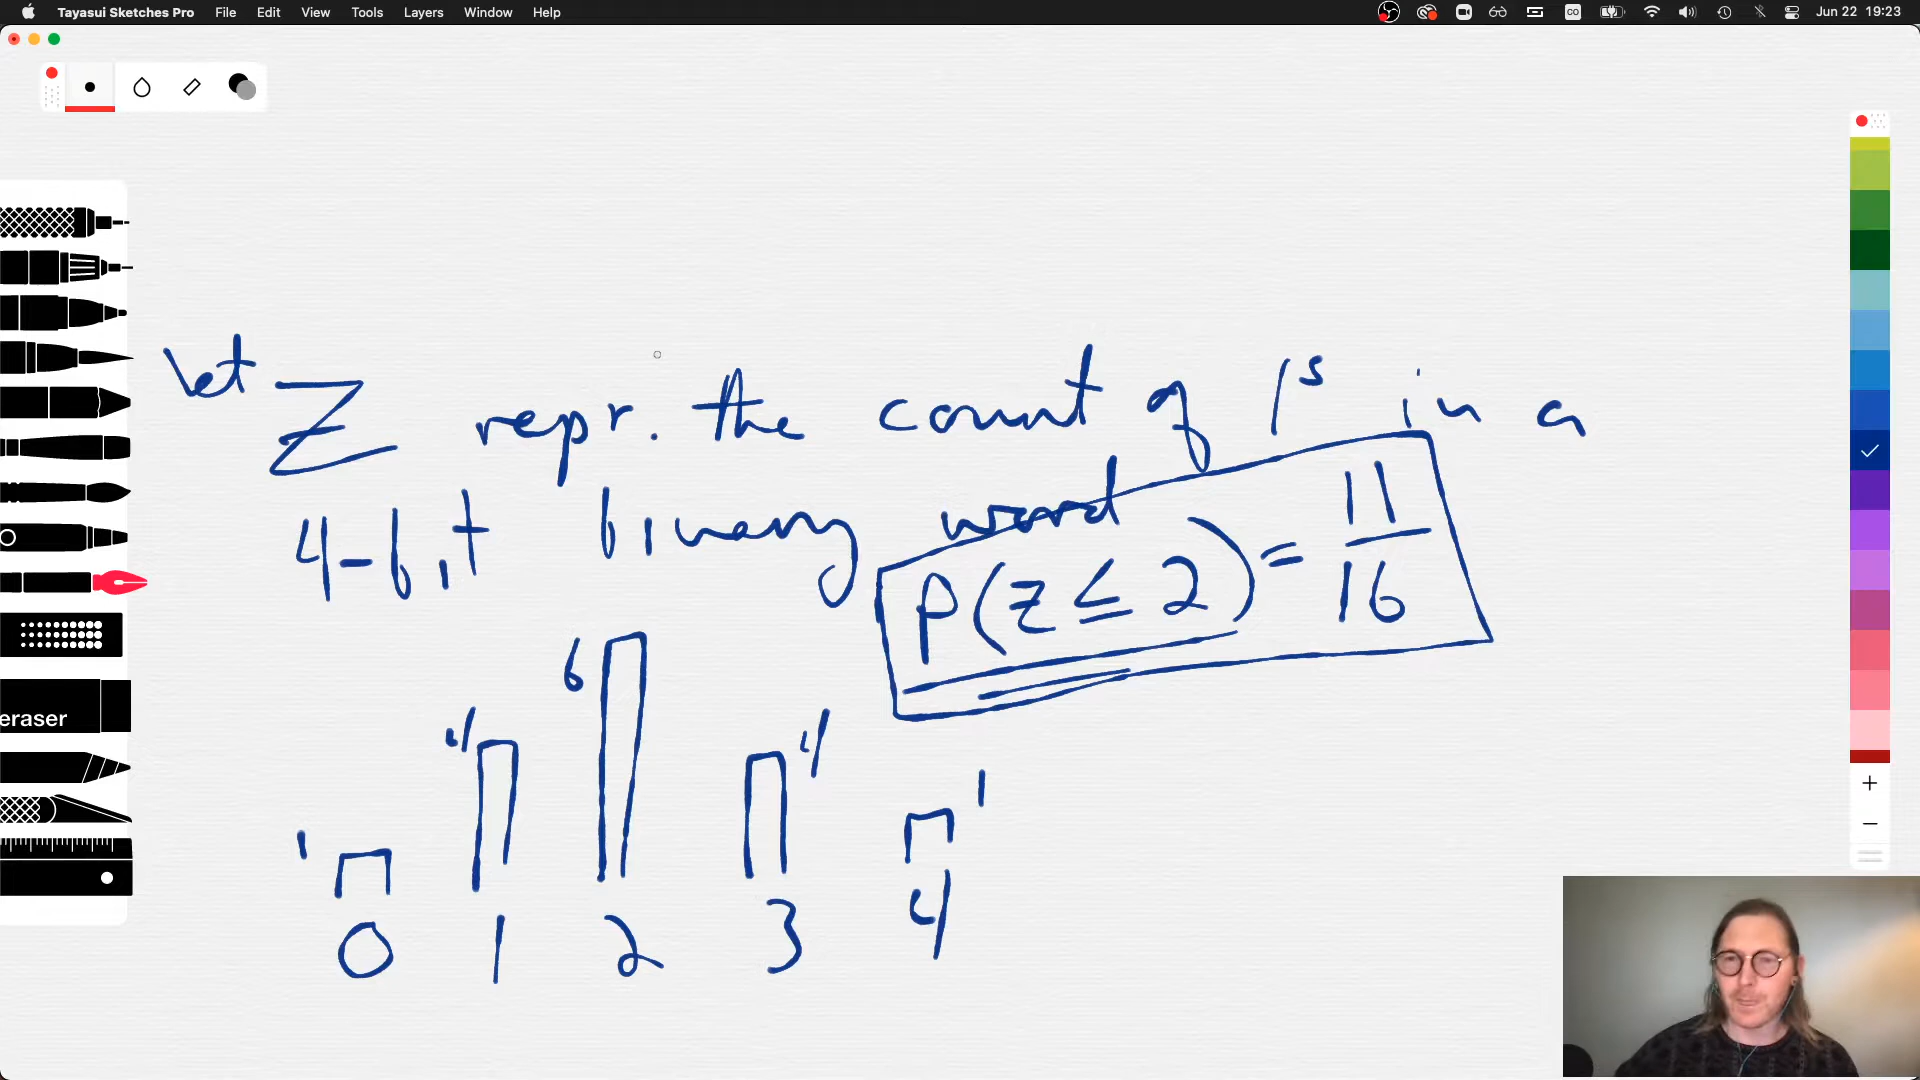 Tayasui Sketches Pro File Edit View Tools Layers Window Help
Jun 22 19:23
let Z repr. the count of 1s in a
4-bit binary word
P(Z ≤ 2) = 11/16
1 4 6 4 1
0 1 2 3 4
eraser